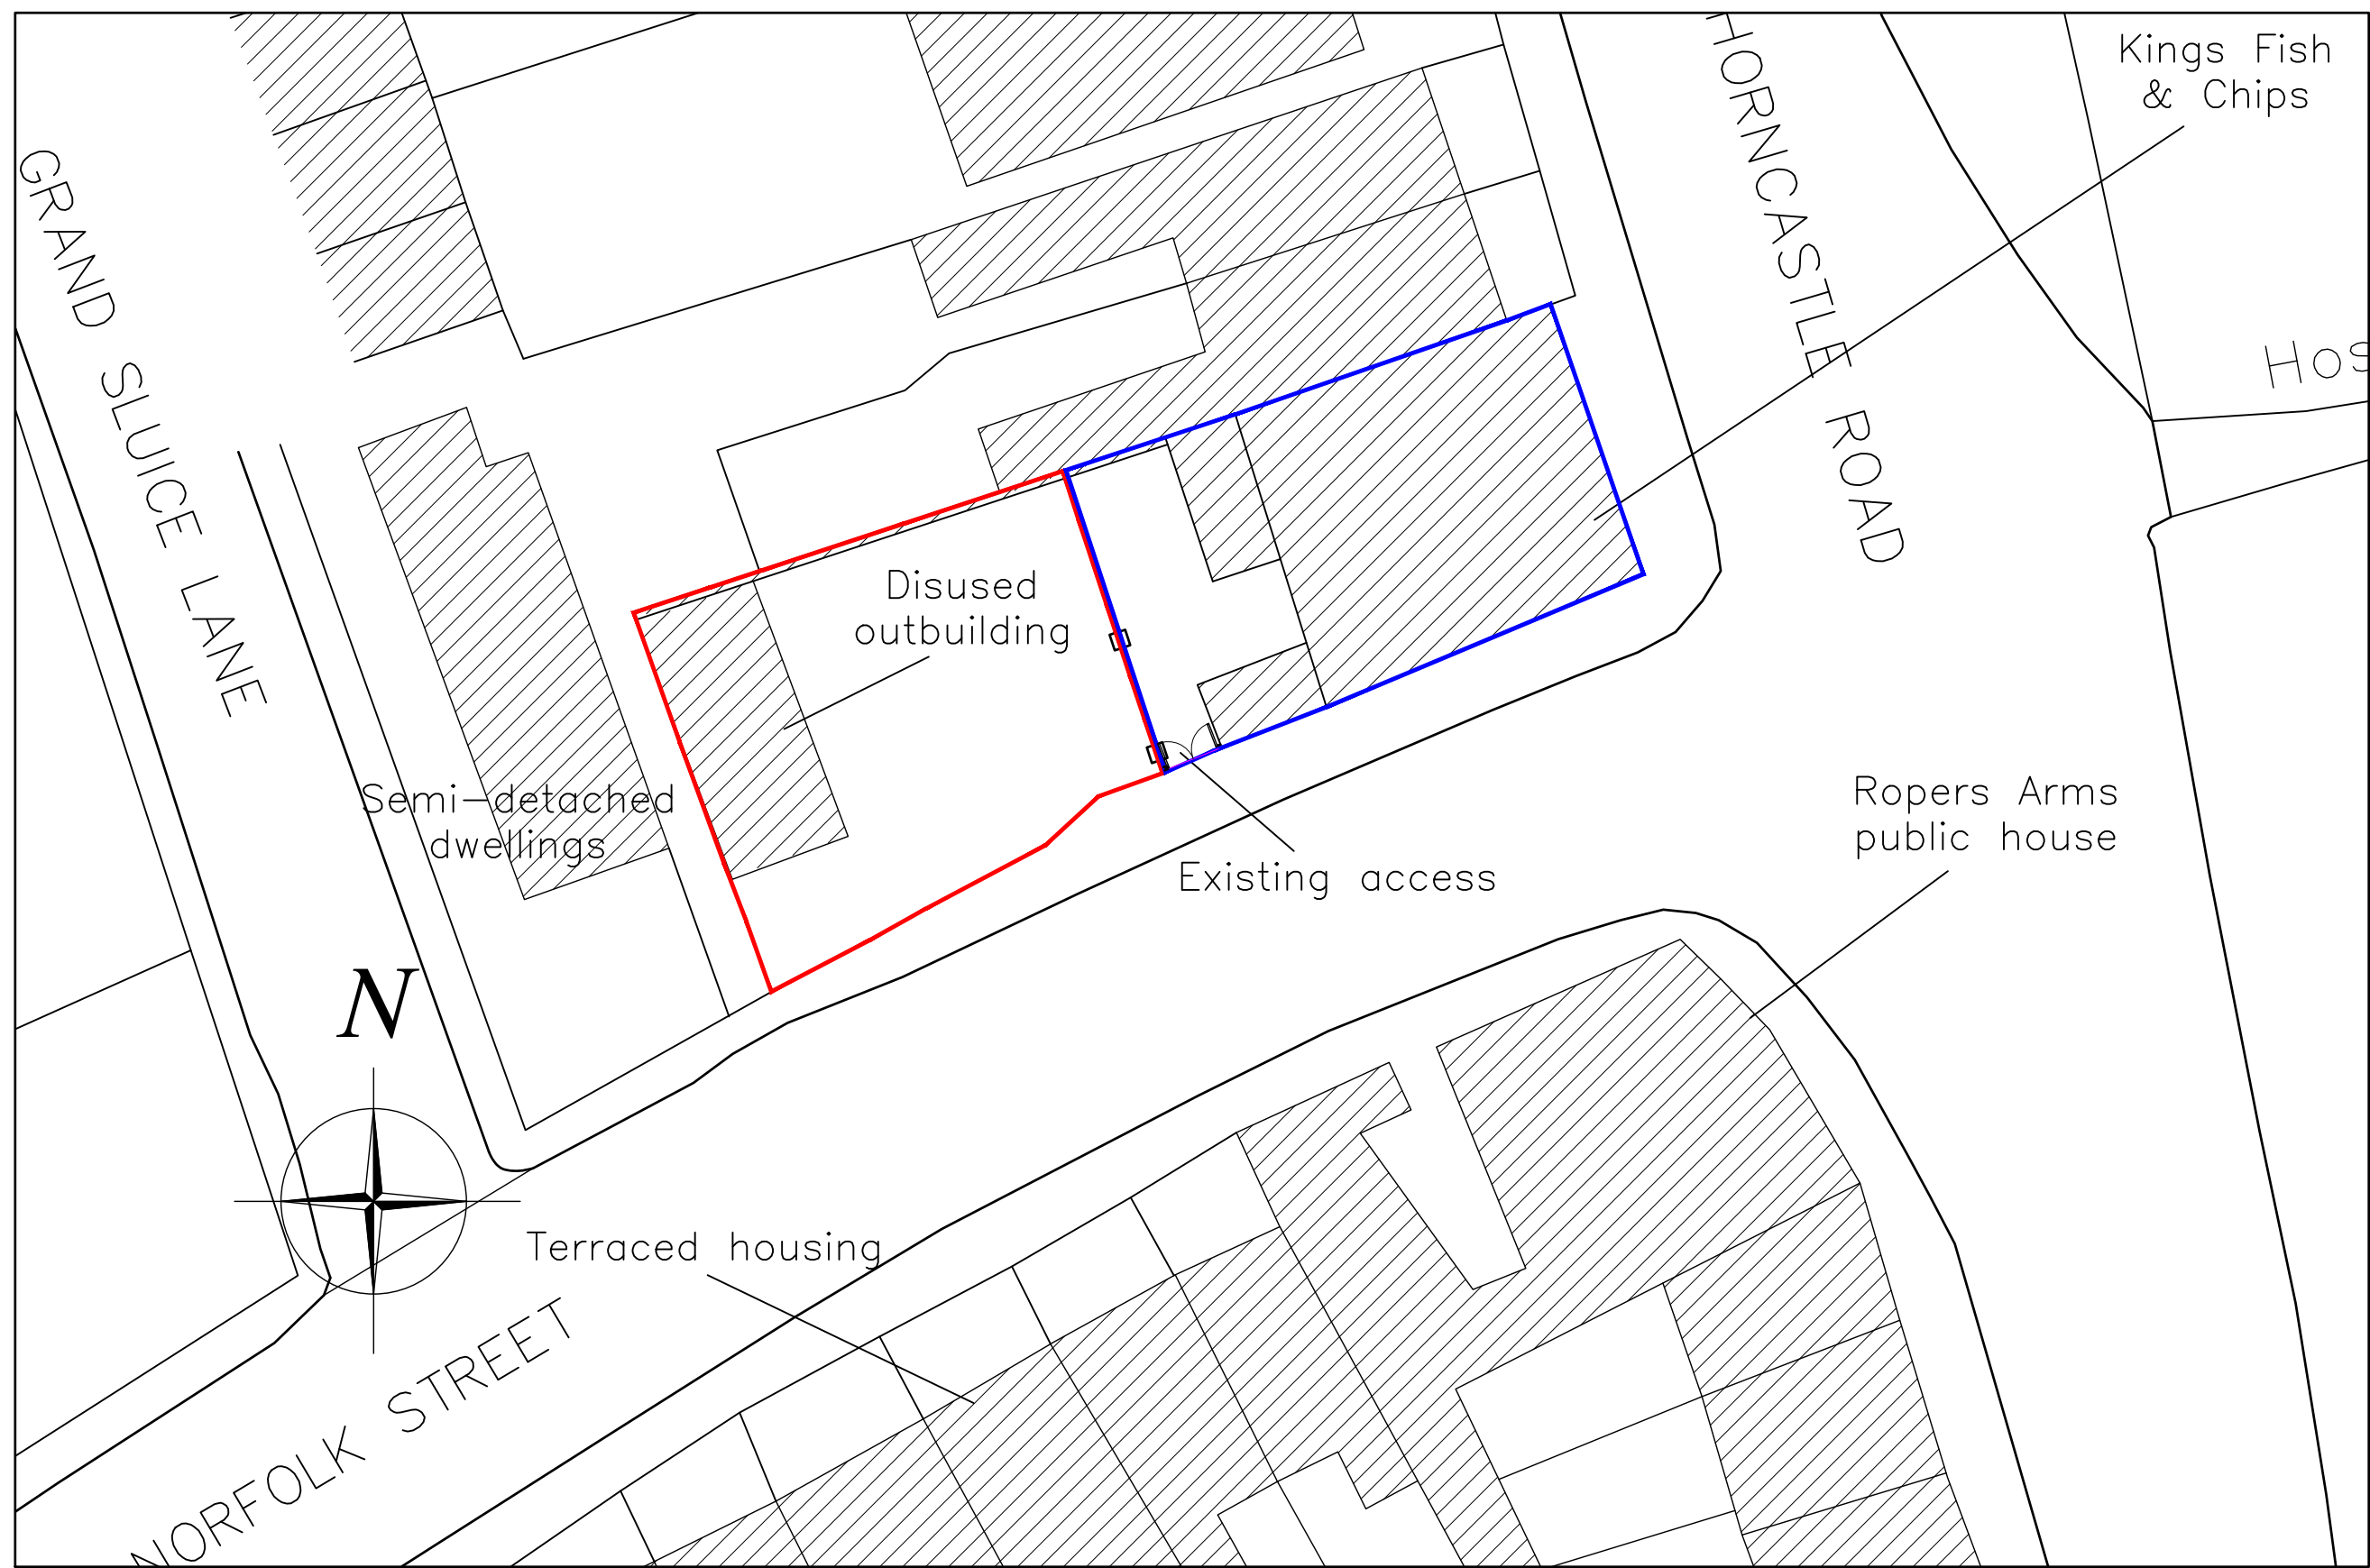 Kings Fish
& Chips
HORNCASTLE ROAD
GRAND SLUICE LANE
Hos
Disused
outbuilding
Semi-detached
dwellings
Existing access
Ropers Arms
public house
N
Terraced housing
NORFOLK STREET